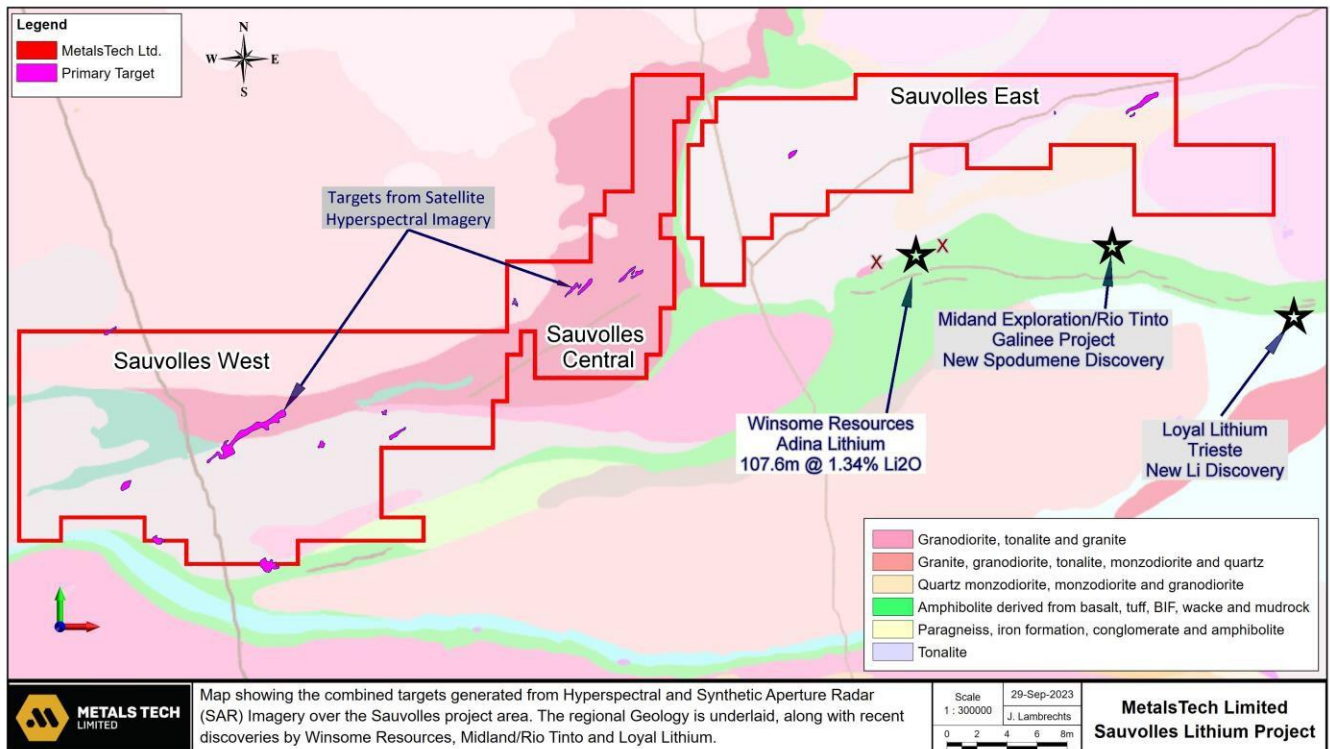 Legend
MetalsTech Ltd.
Primary Target
N
W
E
S
Sauvolles East
Targets from Satellite
Hyperspectral Imagery
X
X
Sauvolles West
Sauvolles
Central
Midand Exploration/Rio Tinto
Galinee Project
New Spodumene Discovery
Winsome Resources
Adina Lithium
107.6m @ 1.34% Li2O
Loyal Lithium
Trieste
New Li Discovery
Granodiorite, tonalite and granite
Granite, granodiorite, tonalite, monzodiorite and quartz
Quartz monzodiorite, monzodiorite and granodiorite
Amphibolite derived from basalt, tuff, BIF, wacke and mudrock
Paragneiss, iron formation, conglomerate and amphibolite
Tonalite
METALS TECH
LIMITED
Map showing the combined targets generated from Hyperspectral and Synthetic Aperture Radar
(SAR) Imagery over the Sauvolles project area. The regional Geology is underlaid, along with recent
discoveries by Winsome Resources, Midland/Rio Tinto and Loyal Lithium.
Scale
1 : 300000
29-Sep-2023
J. Lambrechts
0 2 4 6 8m
MetalsTech Limited
Sauvolles Lithium Project